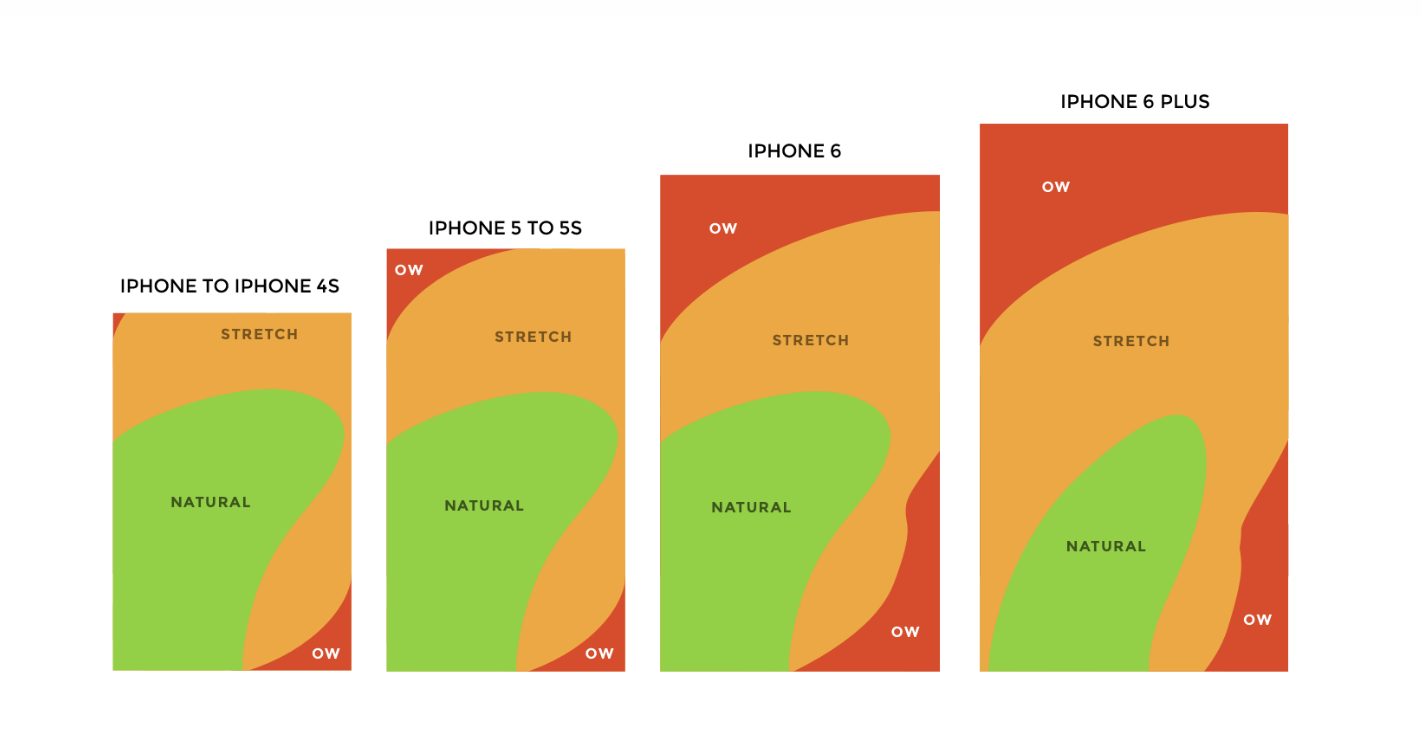 IPHONE TO IPHONE 4S
STRETCH
NATURAL
OW
IPHONE 5 TO 5S
OW
STRETCH
NATURAL
OW
IPHONE 6
OW
STRETCH
NATURAL
OW
IPHONE 6 PLUS
OW
STRETCH
NATURAL
OW